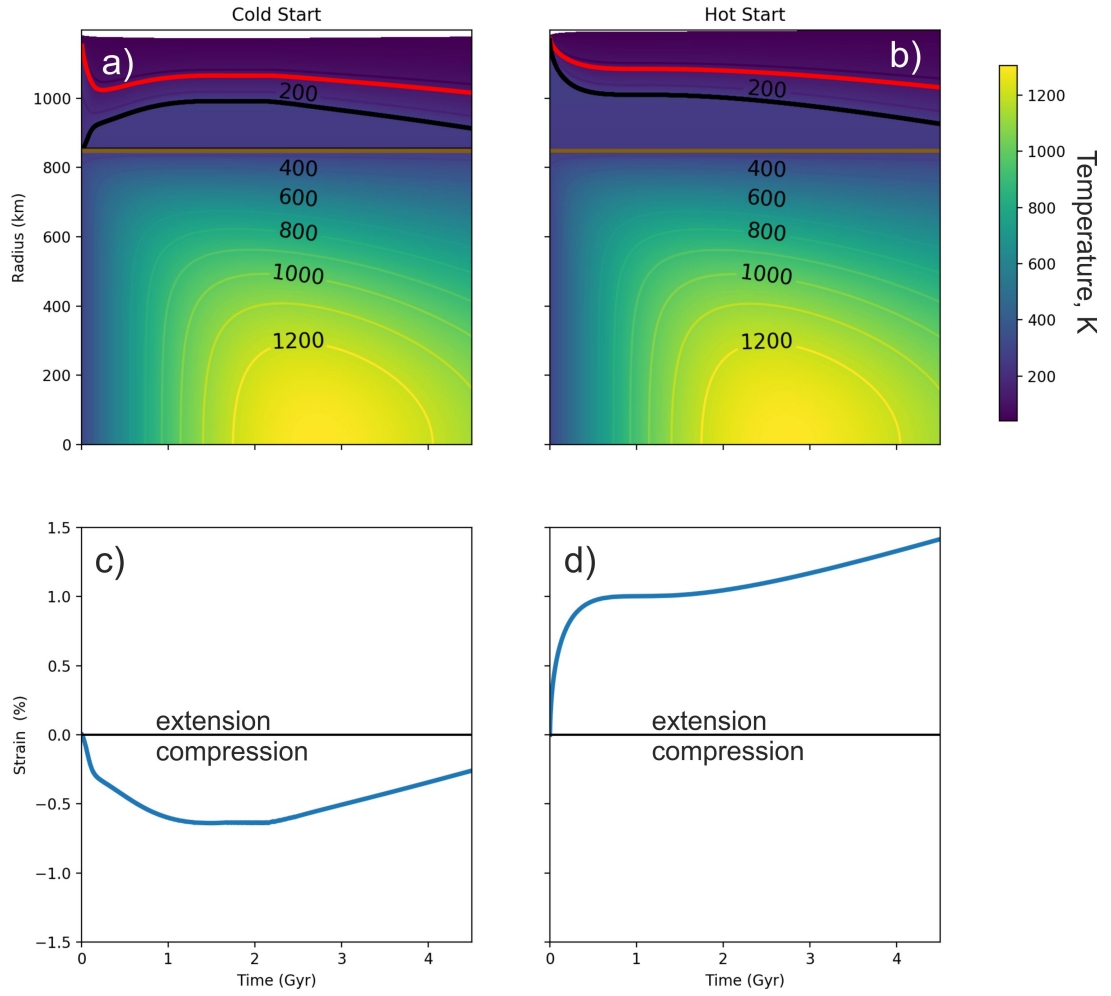 Cold Start
Hot Start
a)
b)
200
400
600
800
1000
1200
200
400
600
800
1000
1200
Radius (km)
1000
800
600
400
200
0
1200
1000
800
600
400
200
Temperature, K
c)
d)
extension
compression
extension
compression
Strain (%)
1.5
1.0
0.5
0.0
−0.5
−1.0
−1.5
0 1 2 3 4
0 1 2 3 4
Time (Gyr)
Time (Gyr)